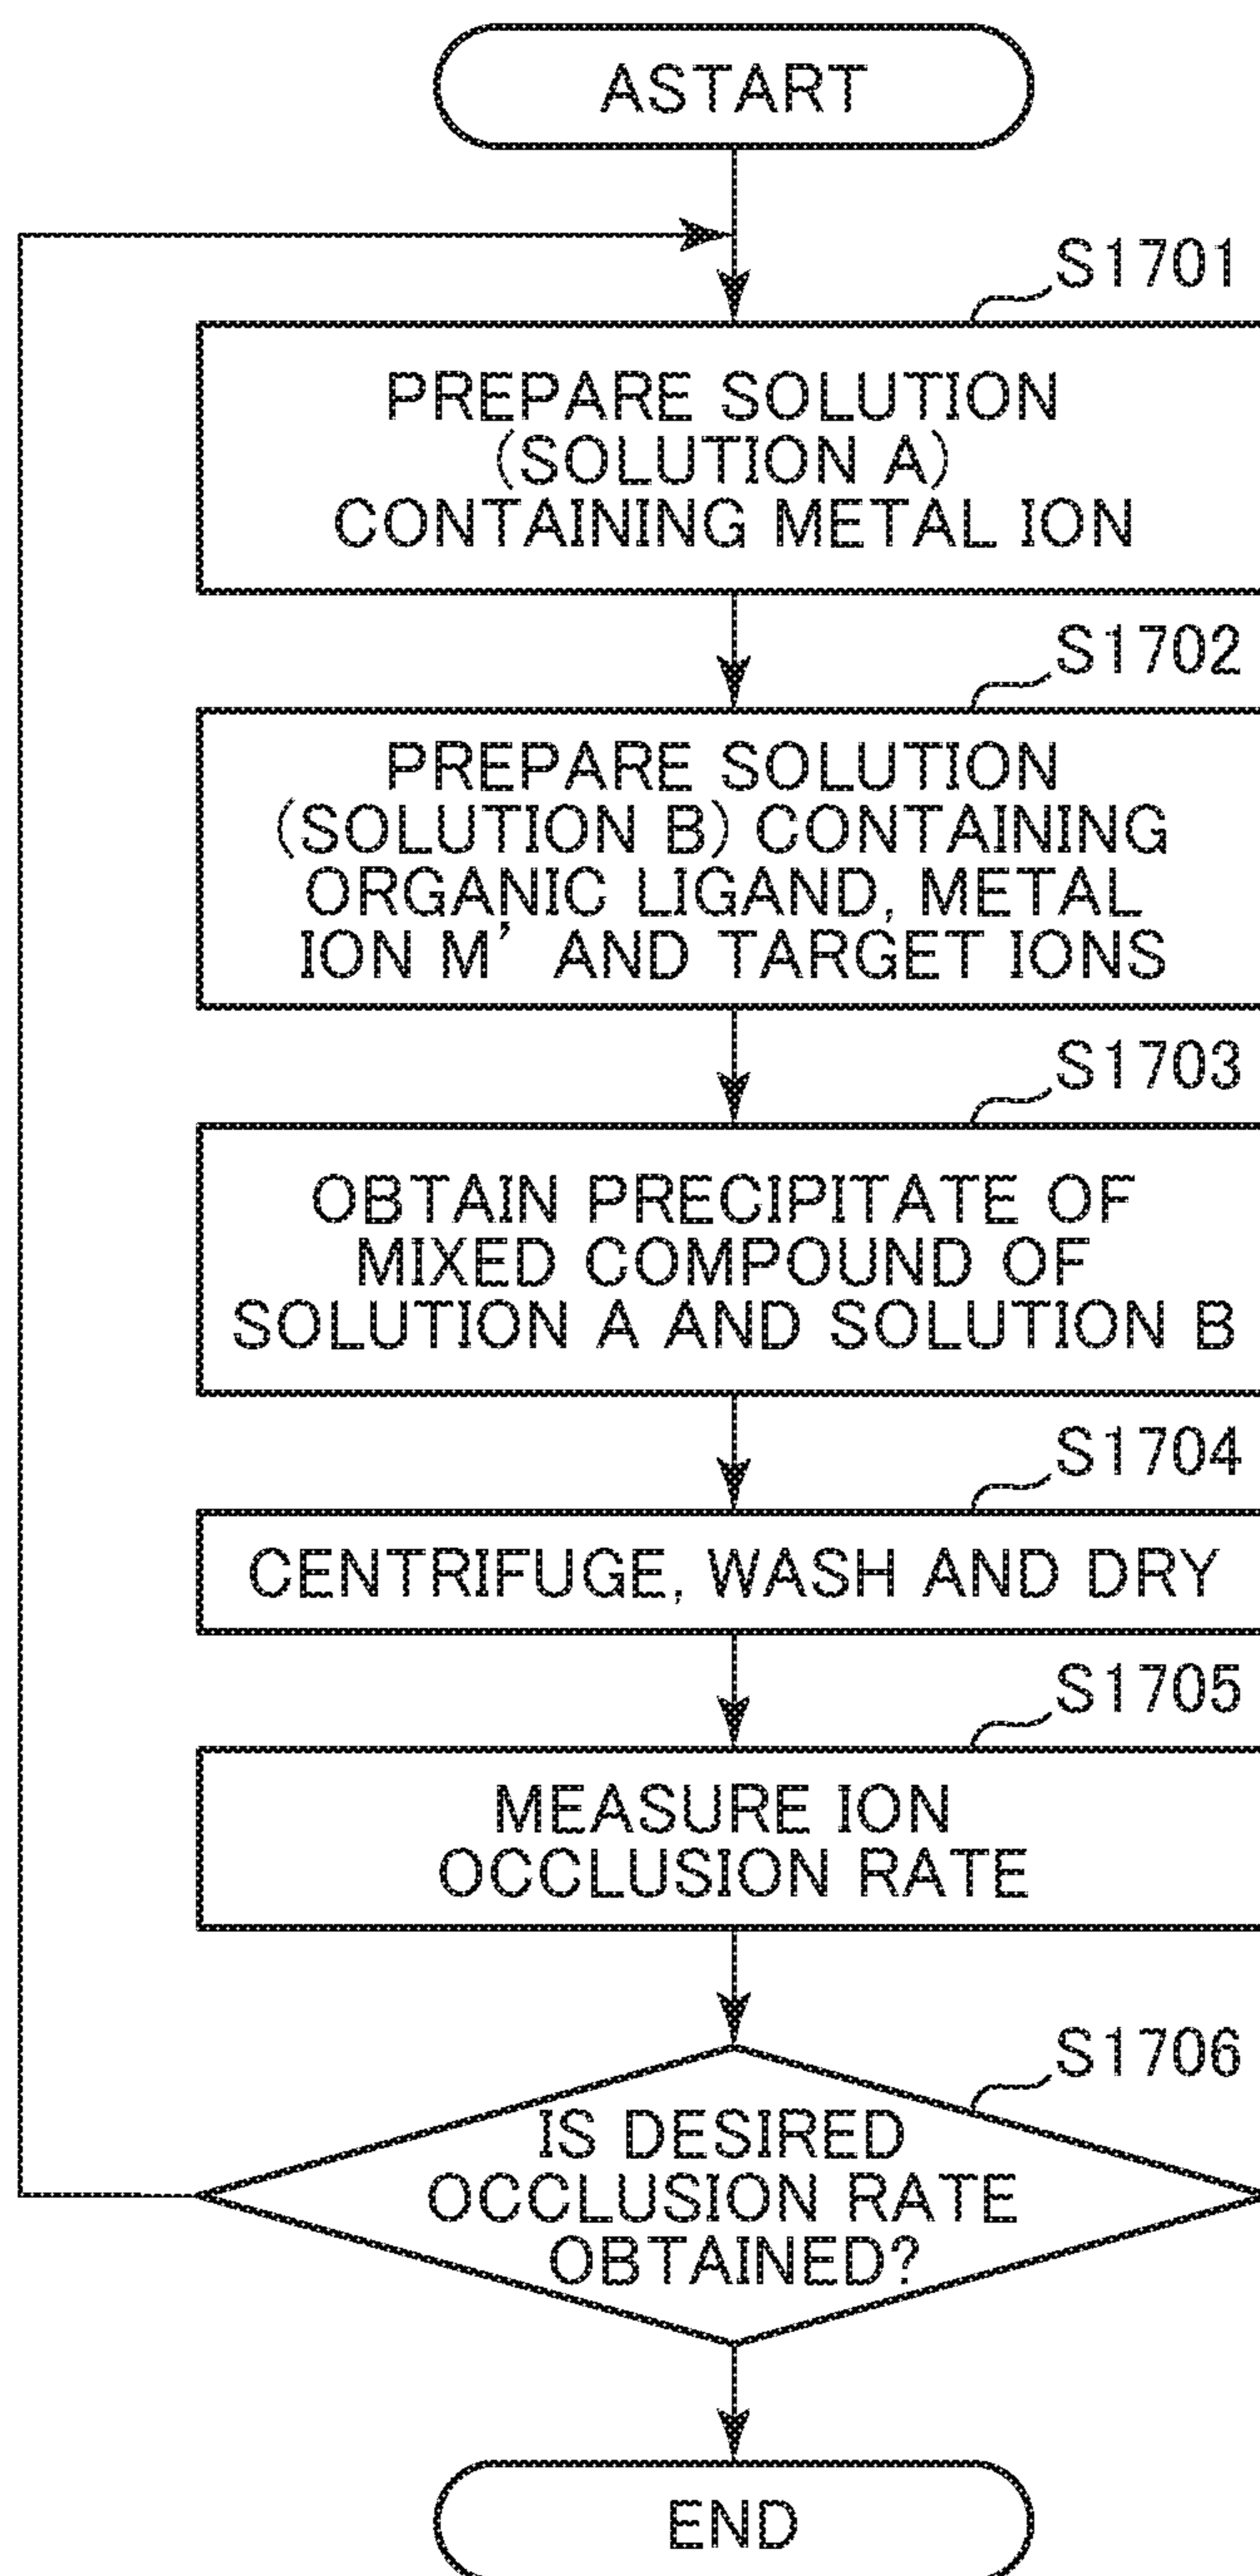 ASTART
S1701
PREPARE SOLUTION
(SOLUTION A)
CONTAINING METAL ION
S1702
PREPARE SOLUTION
(SOLUTION B) CONTAINING
ORGANIC LIGAND, METAL
ION M' AND TARGET IONS
S1703
OBTAIN PRECIPITATE OF
MIXED COMPOUND OF
SOLUTION A AND SOLUTION B
S1704
CENTRIFUGE, WASH AND DRY
S1705
MEASURE ION
OCCLUSION RATE
S1706
IS DESIRED
OCCLUSION RATE
OBTAINED?
END